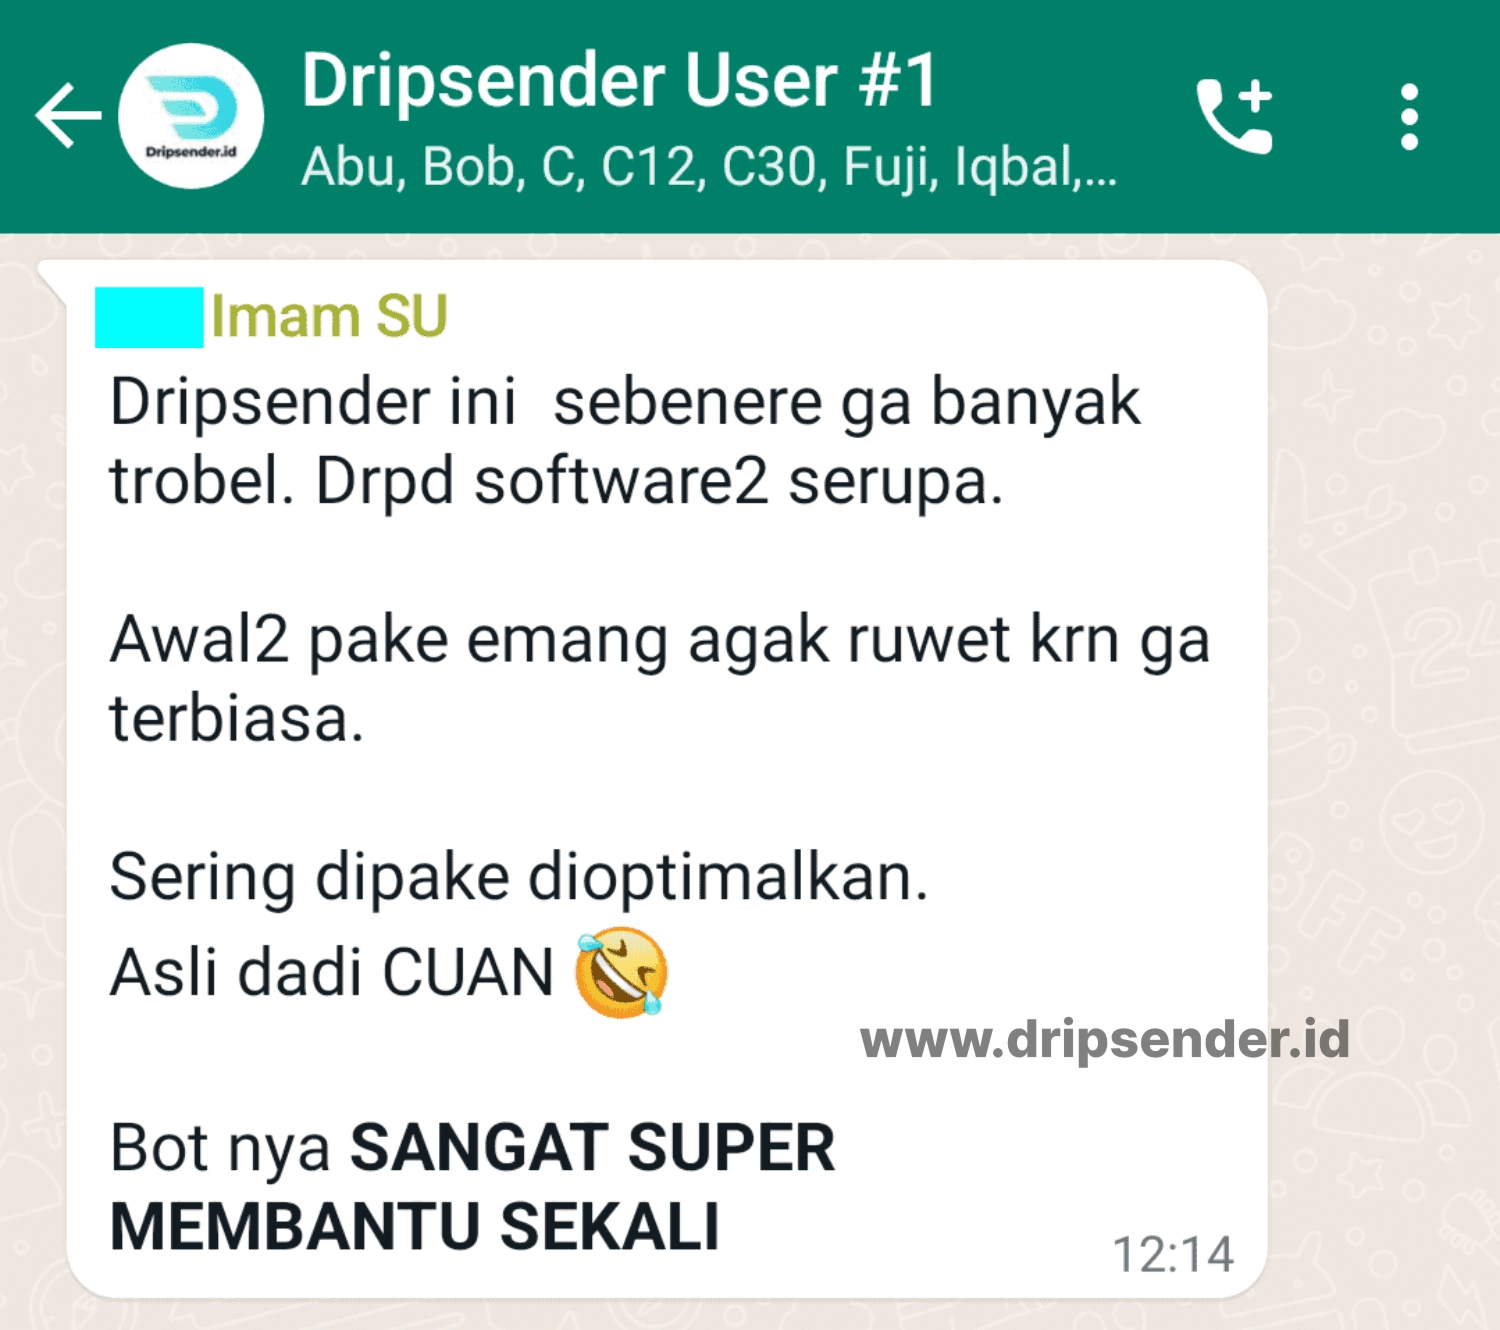 Dripsender User #1
Dripsender.id
Abu, Bob, C, C12, C30, Fuji, Iqbal,...
Imam SU
Dripsender ini  sebenere ga banyak
trobel. Drpd software2 serupa.
Awal2 pake emang agak ruwet krn ga
terbiasa.
Sering dipake dioptimalkan.
Asli dadi CUAN 🤣
www.dripsender.id
Bot nya SANGAT SUPER
MEMBANTU SEKALI
12:14